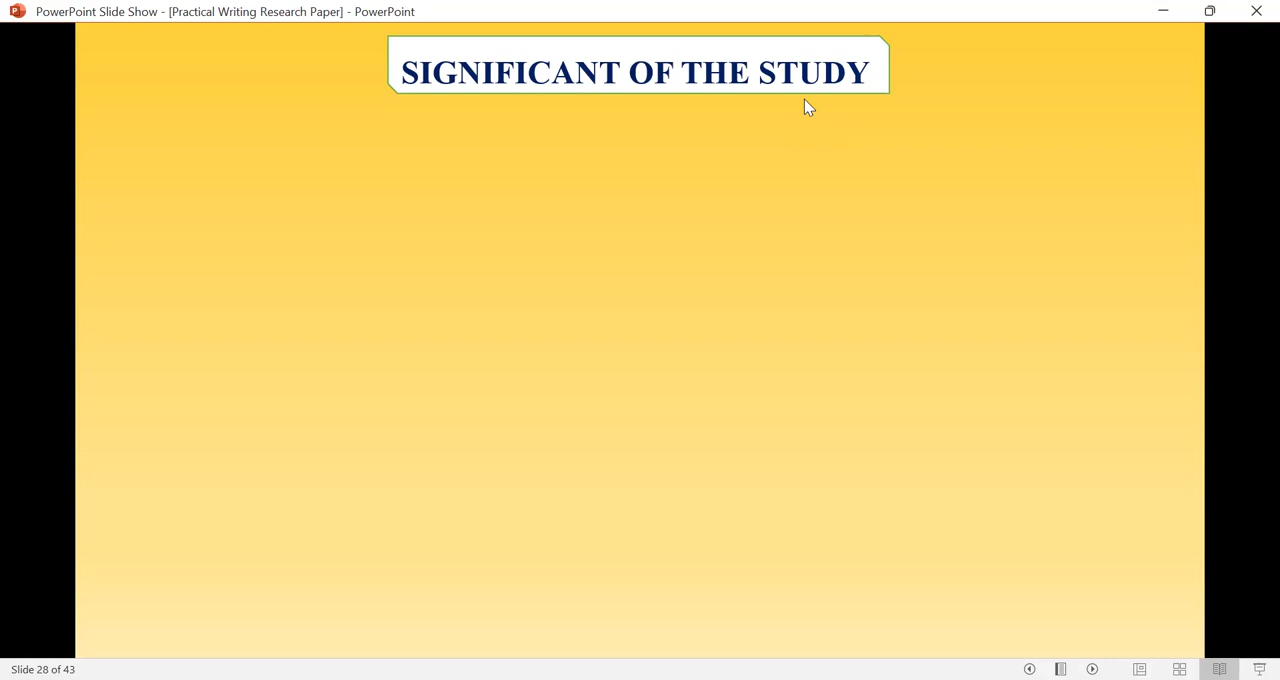 PowerPoint Slide Show - [Practical Writing Research Paper] - PowerPoint
SIGNIFICANT OF THE STUDY
Slide 28 of 43